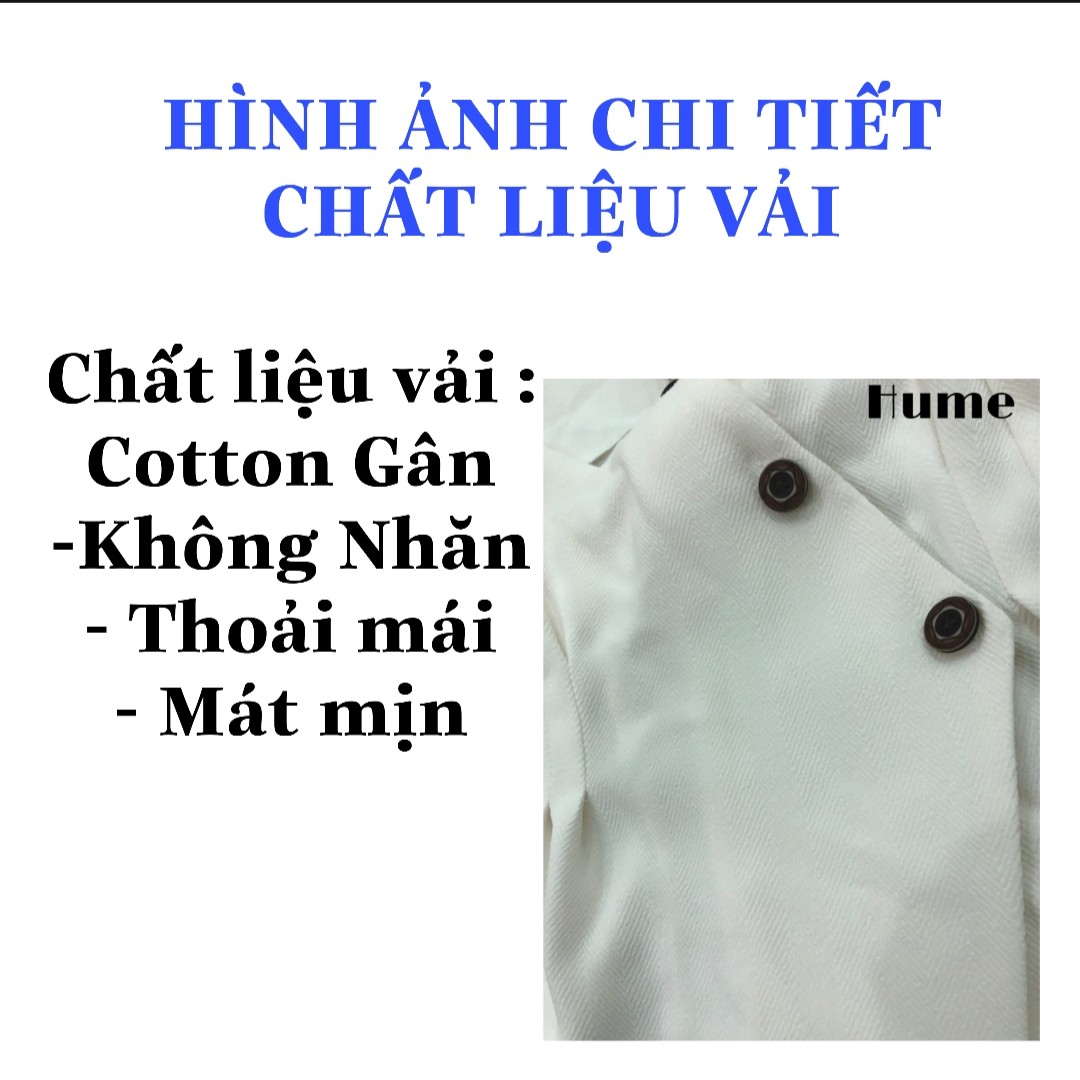 HÌNH ẢNH CHI TIẾT
CHẤT LIỆU VẢI
Chất liệu vải :
Cotton Gân
-Không Nhăn
- Thoải mái
- Mát mịn
Hume